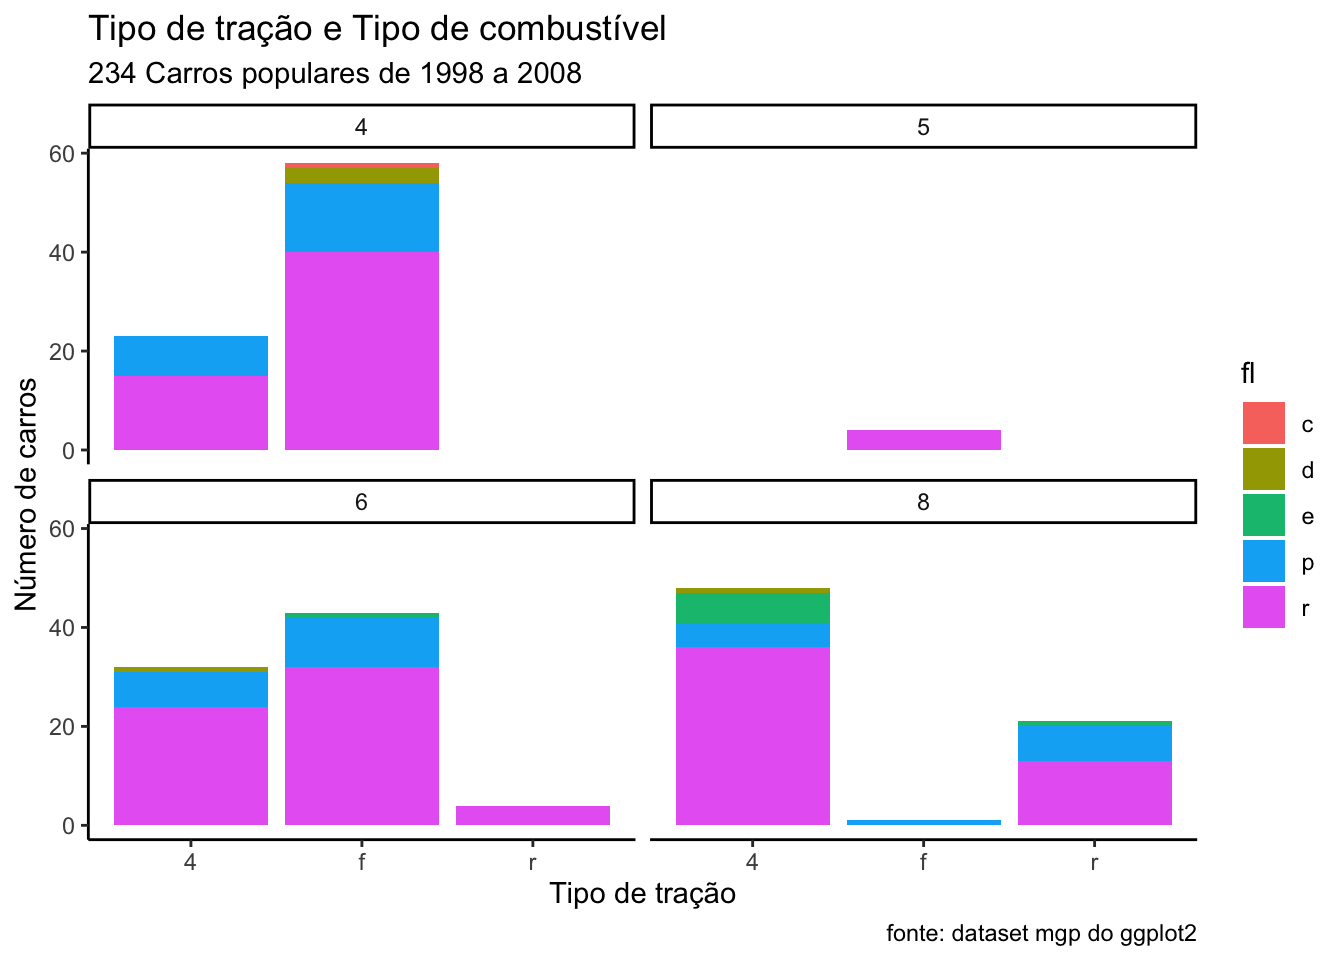 Tipo de tração e Tipo de combustível
234 Carros populares de 1998 a 2008
4
5
60
40
20
0
6
8
60
40
20
0
4 f r
4 f r
Número de carros
Tipo de tração
fl
c
d
e
p
r
fonte: dataset mgp do ggplot2